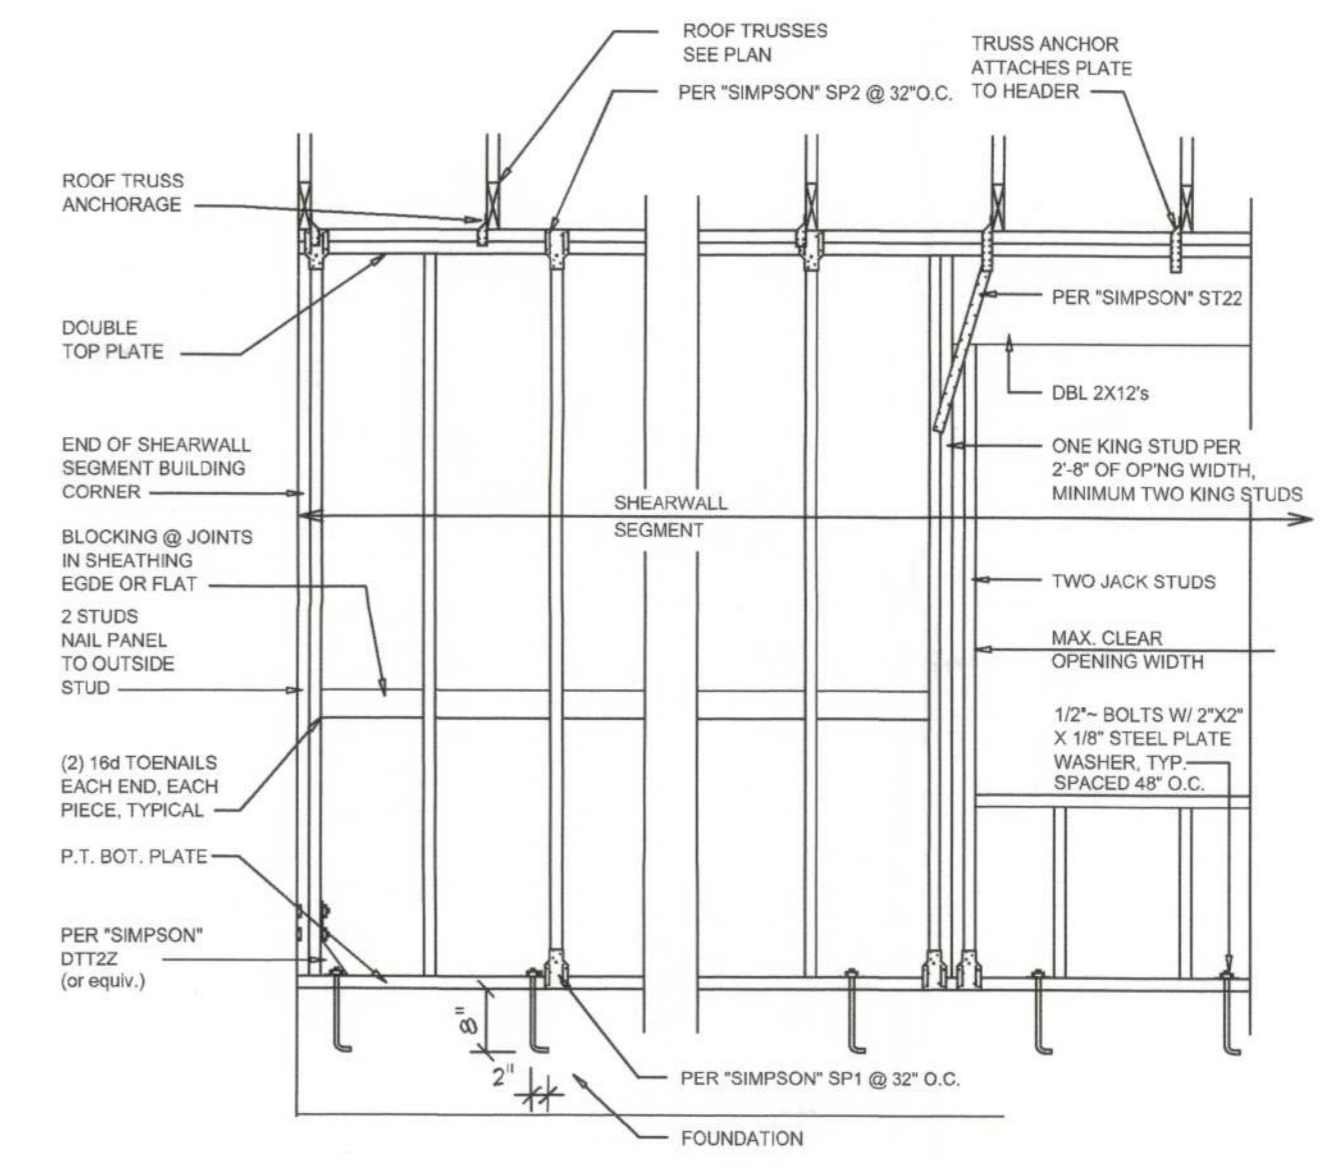 ROOF TRUSSES
SEE PLAN
PER "SIMPSON" SP2 @ 32"O.C.
TRUSS ANCHOR
ATTACHES PLATE
TO HEADER
ROOF TRUSS
ANCHORAGE
DOUBLE
TOP PLATE
END OF SHEARWALL
SEGMENT BUILDING
CORNER
BLOCKING @ JOINTS
IN SHEATHING
EGDE OR FLAT
2 STUDS
NAIL PANEL
TO OUTSIDE
STUD
(2) 16d TOENAILS
EACH END, EACH
PIECE, TYPICAL
P.T. BOT. PLATE
PER "SIMPSON"
DTT2Z
(or equiv.)
SHEARWALL
SEGMENT
PER "SIMPSON" ST22
DBL 2X12's
ONE KING STUD PER
2'-8" OF OP'NG WIDTH,
MINIMUM TWO KING STUDS
TWO JACK STUDS
MAX. CLEAR
OPENING WIDTH
1/2"~ BOLTS W/ 2"X2"
X 1/8" STEEL PLATE
WASHER, TYP.
SPACED 48" O.C.
8"
2"
PER "SIMPSON" SP1 @ 32" O.C.
FOUNDATION